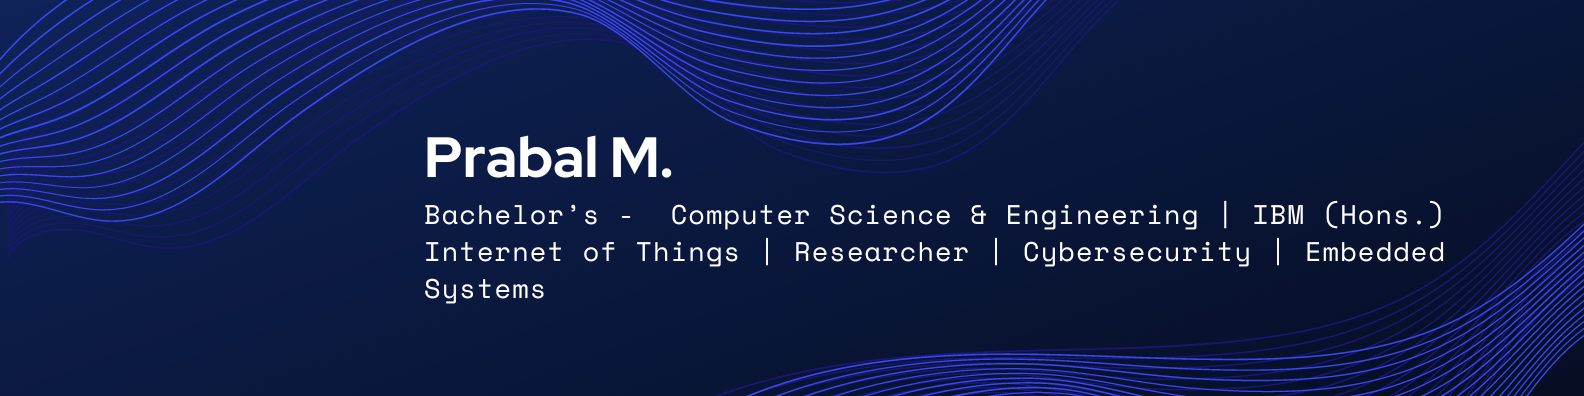 Prabal M.
Bachelor’s -  Computer Science & Engineering | IBM (Hons.)
Internet of Things | Researcher | Cybersecurity | Embedded
Systems